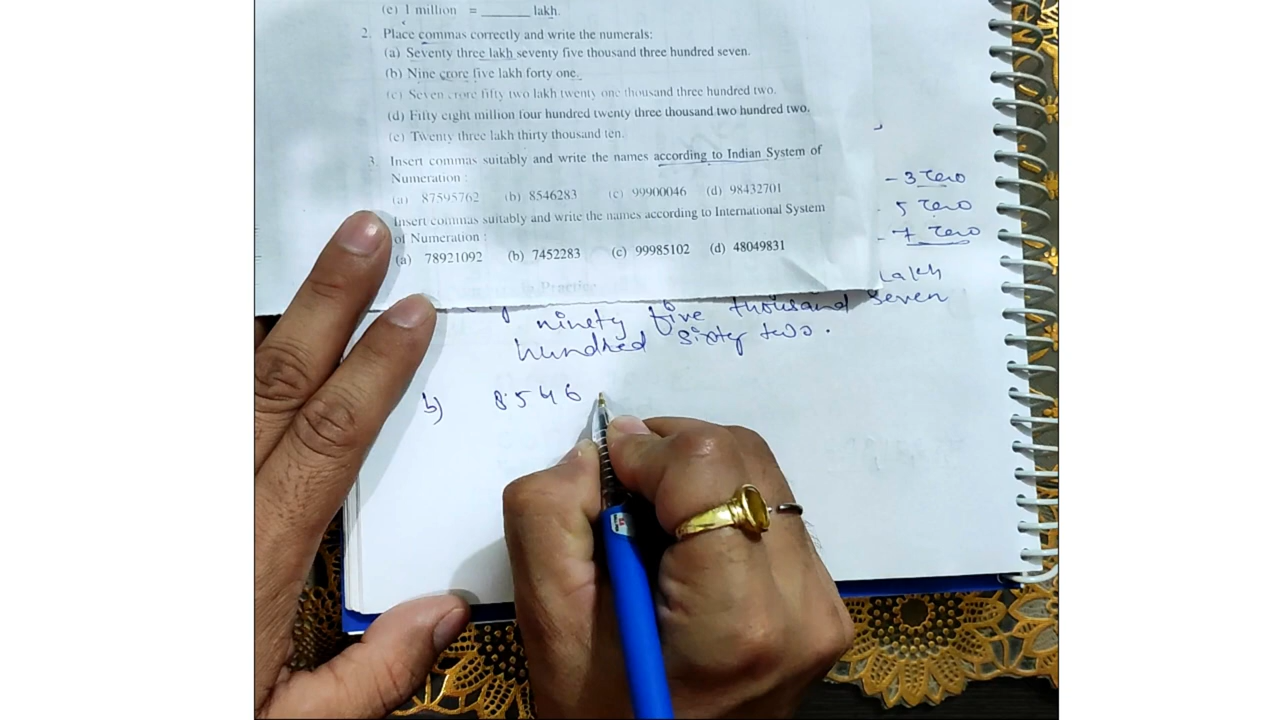 (e) 1 million = ______ lakh.
2. Place commas correctly and write the numerals:
(a) Seventy three lakh seventy five thousand three hundred seven.
(b) Nine crore five lakh forty one.
(c) Seven crore fifty two lakh twenty one thousand three hundred two.
(d) Fifty eight million four hundred twenty three thousand two hundred two.
(e) Twenty three lakh thirty thousand ten.
3. Insert commas suitably and write the names according to Indian System of
Numeration :
(a) 87595762 (b) 8546283 (c) 99900046 (d) 98432701
Insert commas suitably and write the names according to International System
of Numeration :
(a) 78921092 (b) 7452283 (c) 99985102 (d) 48049831
- 3 zero
- 5 zero
- 7 zero
Lakh
ninety five thousand seven
hundred sixty two.
b) 8546